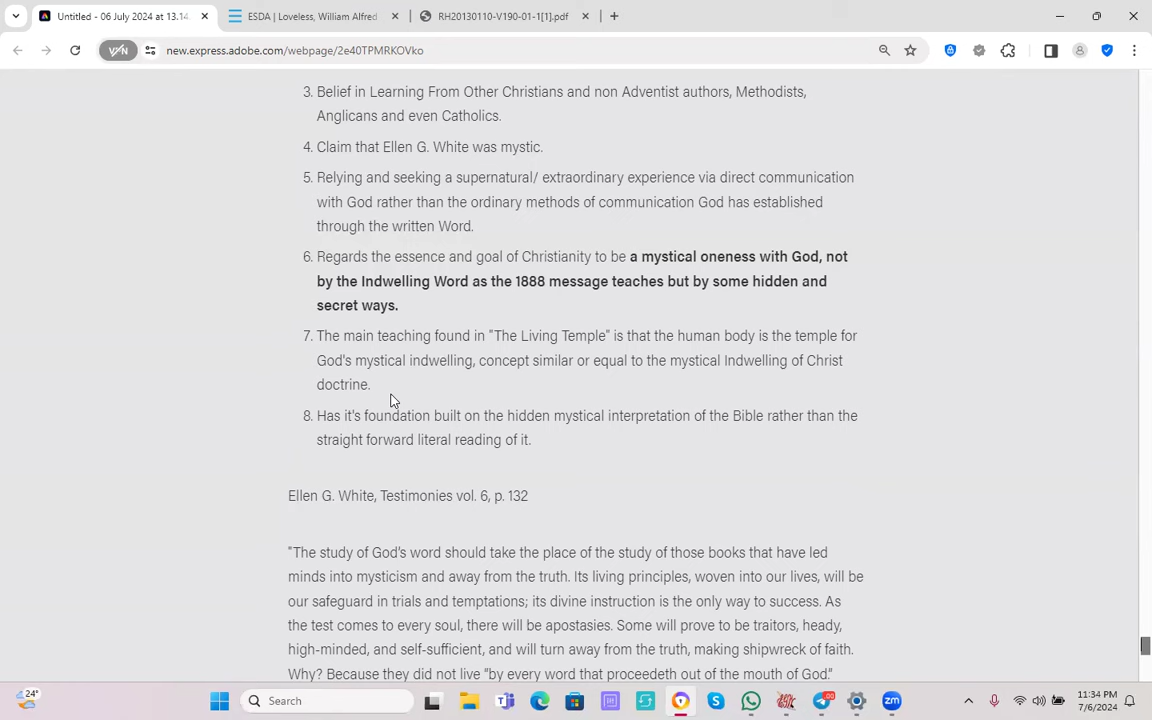 Untitled - 06 July 2024 at 13.14.
ESDA | Loveless, William Alfred
RH20130110-V190-01-1[1].pdf
VPN
new.express.adobe.com/webpage/2e40TPMRKOVko
3. Belief in Learning From Other Christians and non Adventist authors, Methodists,
Anglicans and even Catholics.
4. Claim that Ellen G. White was mystic.
5. Relying and seeking a supernatural/ extraordinary experience via direct communication
with God rather than the ordinary methods of communication God has established
through the written Word.
6. Regards the essence and goal of Christianity to be a mystical oneness with God, not
by the Indwelling Word as the 1888 message teaches but by some hidden and
secret ways.
7. The main teaching found in "The Living Temple" is that the human body is the temple for
God's mystical indwelling, concept similar or equal to the mystical Indwelling of Christ
doctrine.
8. Has it's foundation built on the hidden mystical interpretation of the Bible rather than the
straight forward literal reading of it.
Ellen G. White, Testimonies vol. 6, p. 132
"The study of God's word should take the place of the study of those books that have led
minds into mysticism and away from the truth. Its living principles, woven into our lives, will be
our safeguard in trials and temptations; its divine instruction is the only way to success. As
the test comes to every soul, there will be apostasies. Some will prove to be traitors, heady,
high-minded, and self-sufficient, and will turn away from the truth, making shipwreck of faith.
Why? Because they did not live "by every word that proceedeth out of the mouth of God."
24°
Search
zm
11:34 PM
7/6/2024